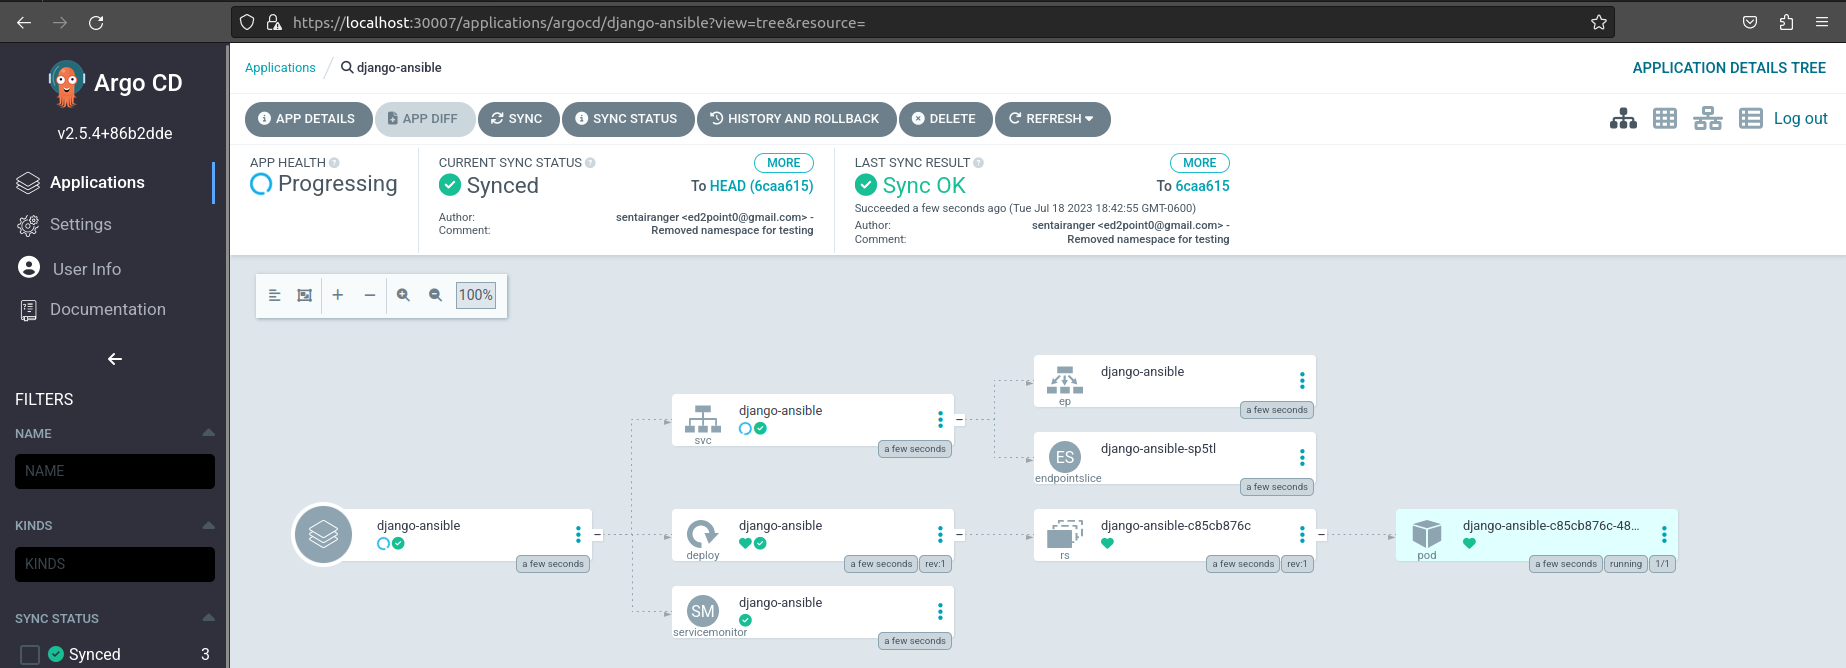 https://localhost:30007/applications/argocd/django-ansible?view=tree&resource=
Argo CD
v2.5.4+86b2dde
Applications
Settings
User Info
Documentation
FILTERS
NAME
NAME
KINDS
KINDS
SYNC STATUS
Synced 3
Applications / django-ansible
APPLICATION DETAILS TREE
APP DETAILS APP DIFF SYNC SYNC STATUS HISTORY AND ROLLBACK DELETE REFRESH
Log out
APP HEALTH
Progressing
CURRENT SYNC STATUS MORE
Synced To HEAD (6caa615)
Author: sentairanger <ed2point0@gmail.com> -
Comment: Removed namespace for testing
LAST SYNC RESULT MORE
Sync OK To 6caa615
Succeeded a few seconds ago (Tue Jul 18 2023 18:42:55 GMT-0600)
Author: sentairanger <ed2point0@gmail.com> -
Comment: Removed namespace for testing
100%
django-ansible
a few seconds
django-ansible
svc
a few seconds
django-ansible
ep
a few seconds
ES
django-ansible-sp5tl
endpointslice
a few seconds
django-ansible
deploy
a few seconds rev:1
django-ansible-c85cb876c
rs
a few seconds rev:1
django-ansible-c85cb876c-48...
pod
a few seconds running 1/1
SM
django-ansible
servicemonitor
a few seconds